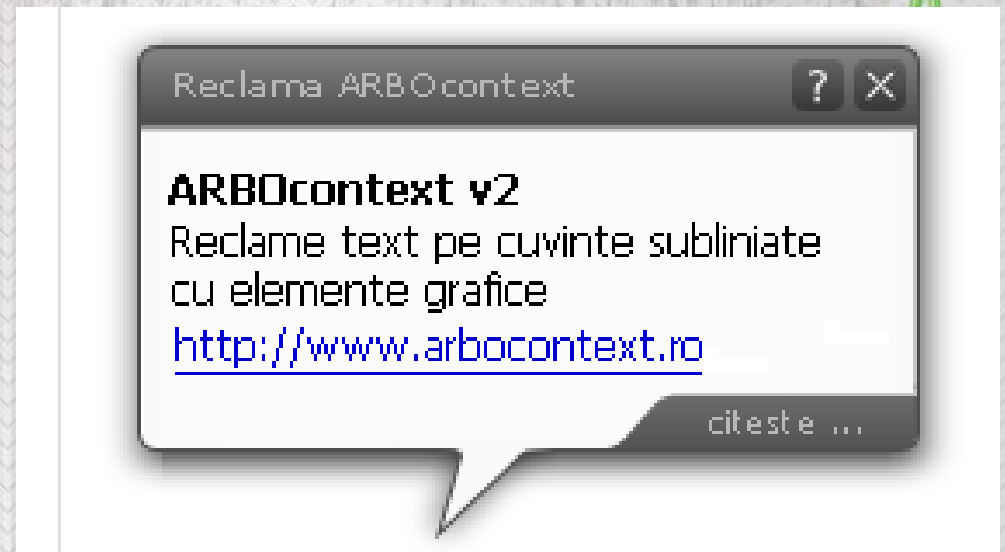 Reclama ARBOcontext ? X
ARBOcontext v2
Reclame text pe cuvinte subliniate
cu elemente grafice
http://www.arbocontext.ro
citeste ...